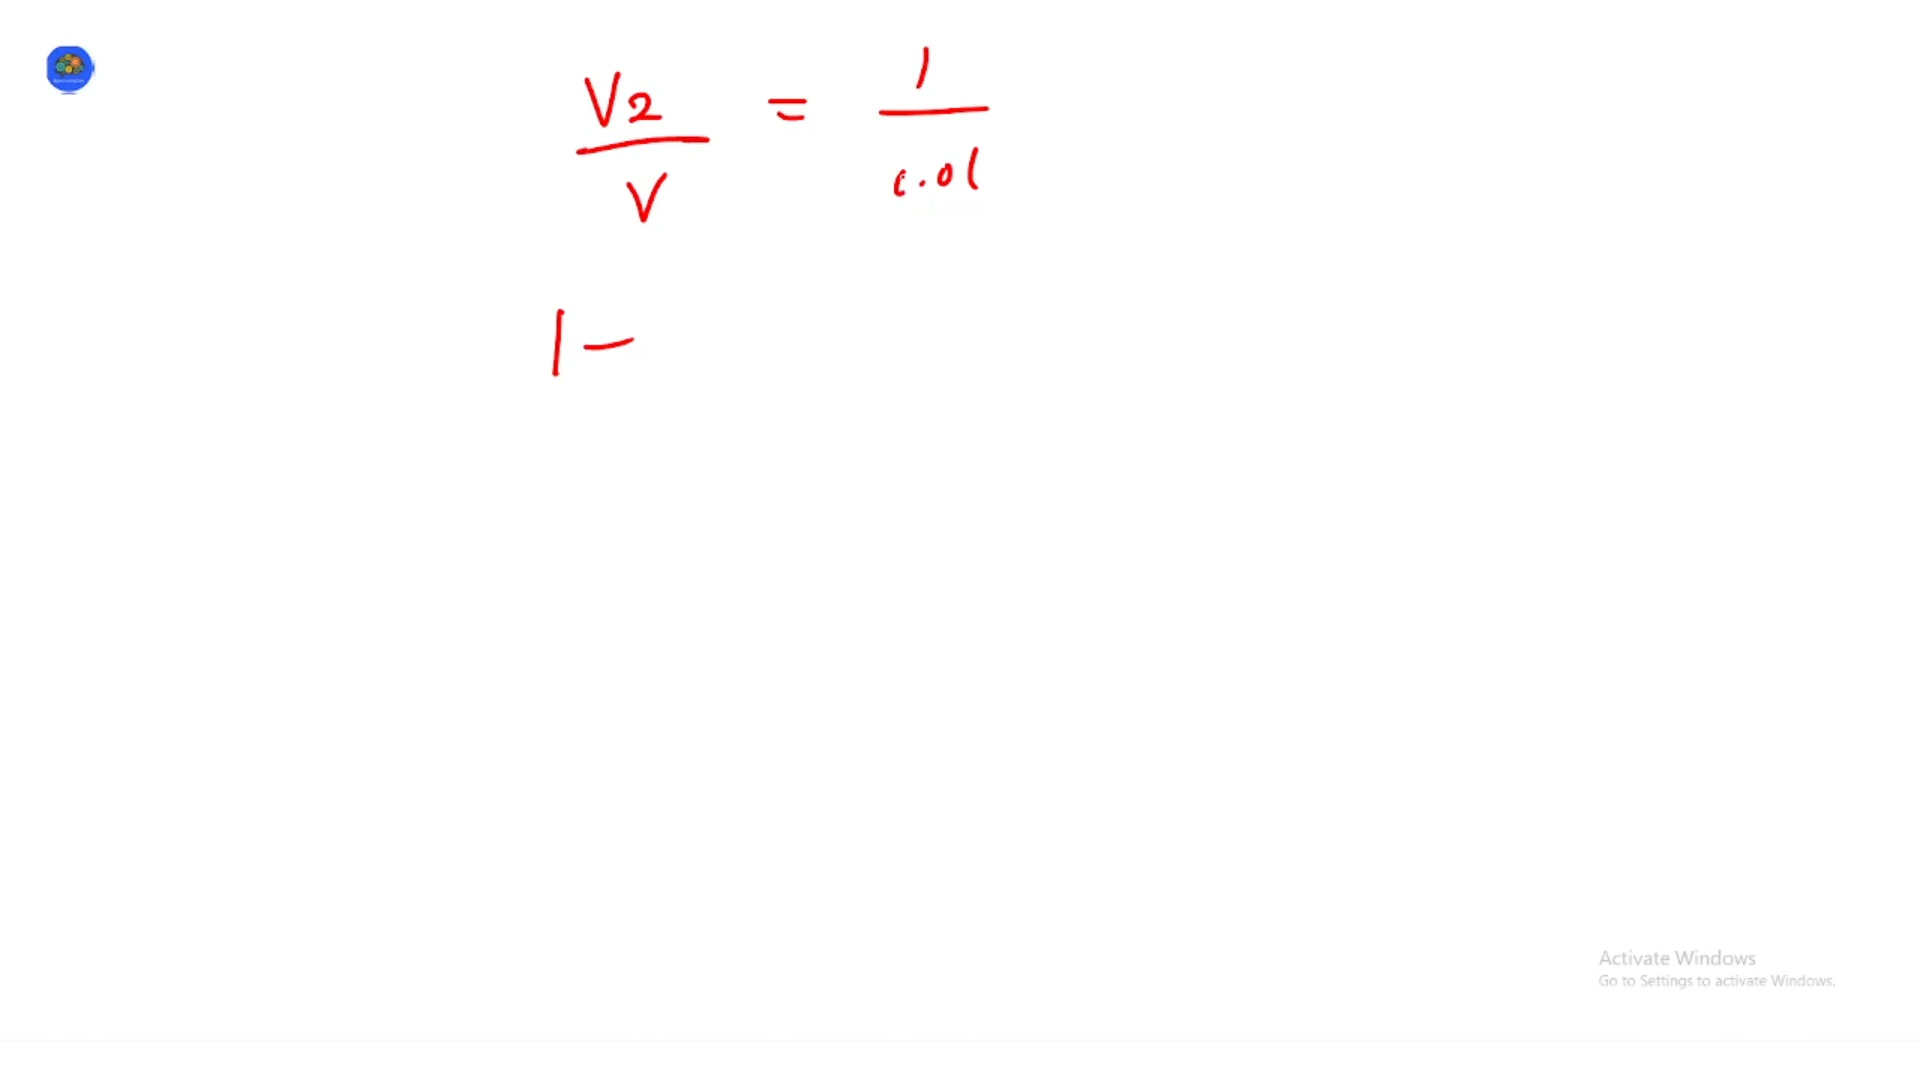 V2/V = 1/1.01
1 –
Activate Windows
Go to Settings to activate Windows.